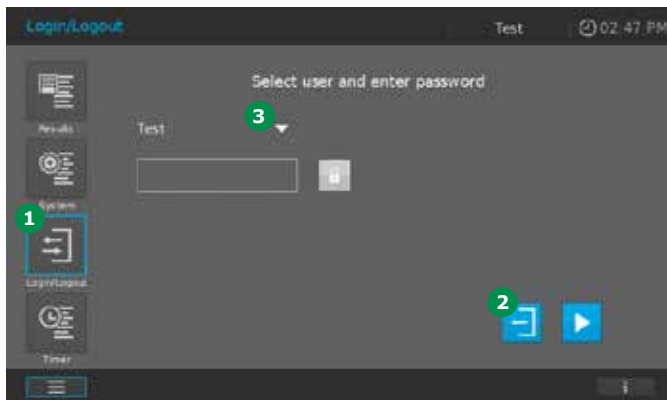 Login/Logout
Test
02:47 PM
Select user and enter password
Results
3
Test
System
1
Login/Logout
2
Timer
i